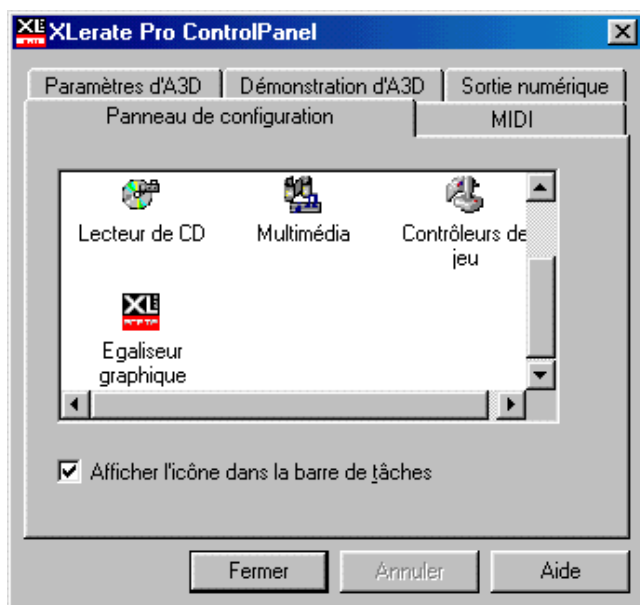 XLerate Pro ControlPanel
Paramètres d'A3D
Démonstration d'A3D
Sortie numérique
Panneau de configuration
MIDI
Lecteur de CD
Multimédia
Contrôleurs de
jeu
XL
Egaliseur
graphique
Afficher l'icône dans la barre de tâches
Fermer
Annuler
Aide